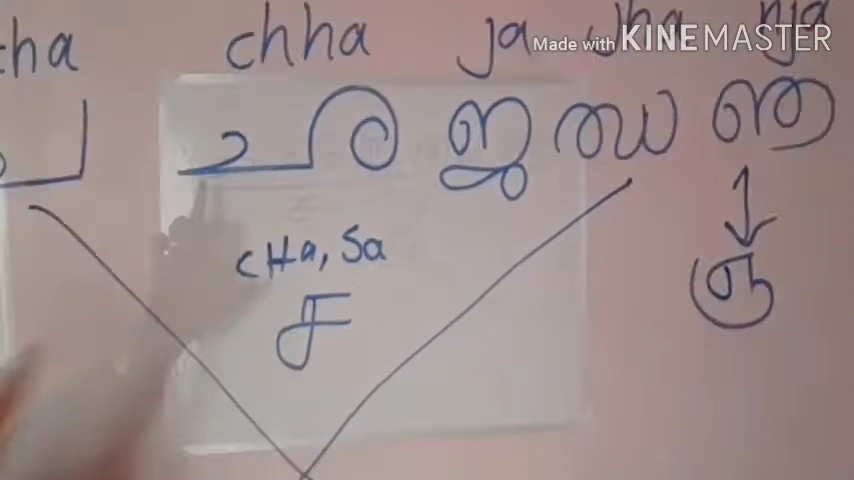 cha chha ja jha nja
Made with KINEMASTER
ച ഛ ജ ഝ ഞ
cHa, Sa
ச ஞ